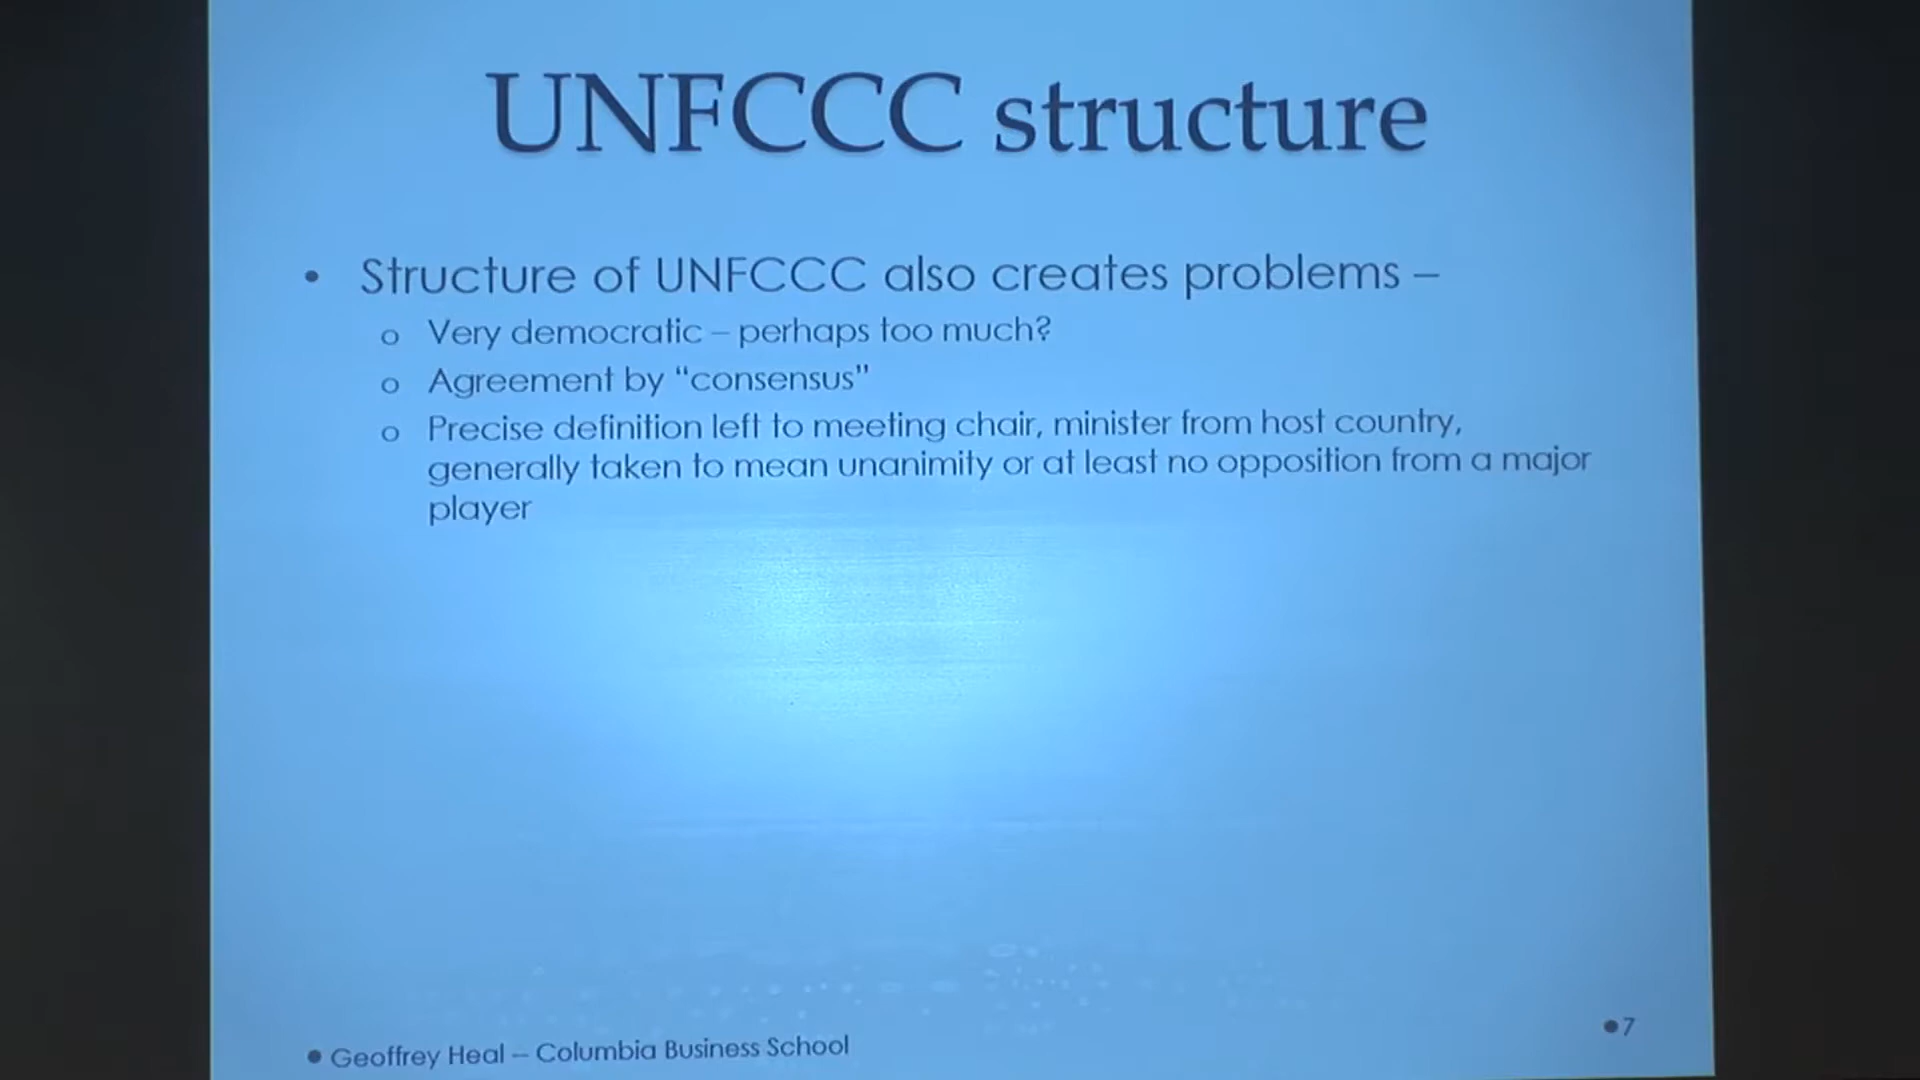 UNFCCC structure
• Structure of UNFCCC also creates problems –
o Very democratic – perhaps too much?
o Agreement by “consensus”
o Precise definition left to meeting chair, minister from host country,
generally taken to mean unanimity or at least no opposition from a major
player
• Geoffrey Heal – Columbia Business School
•7